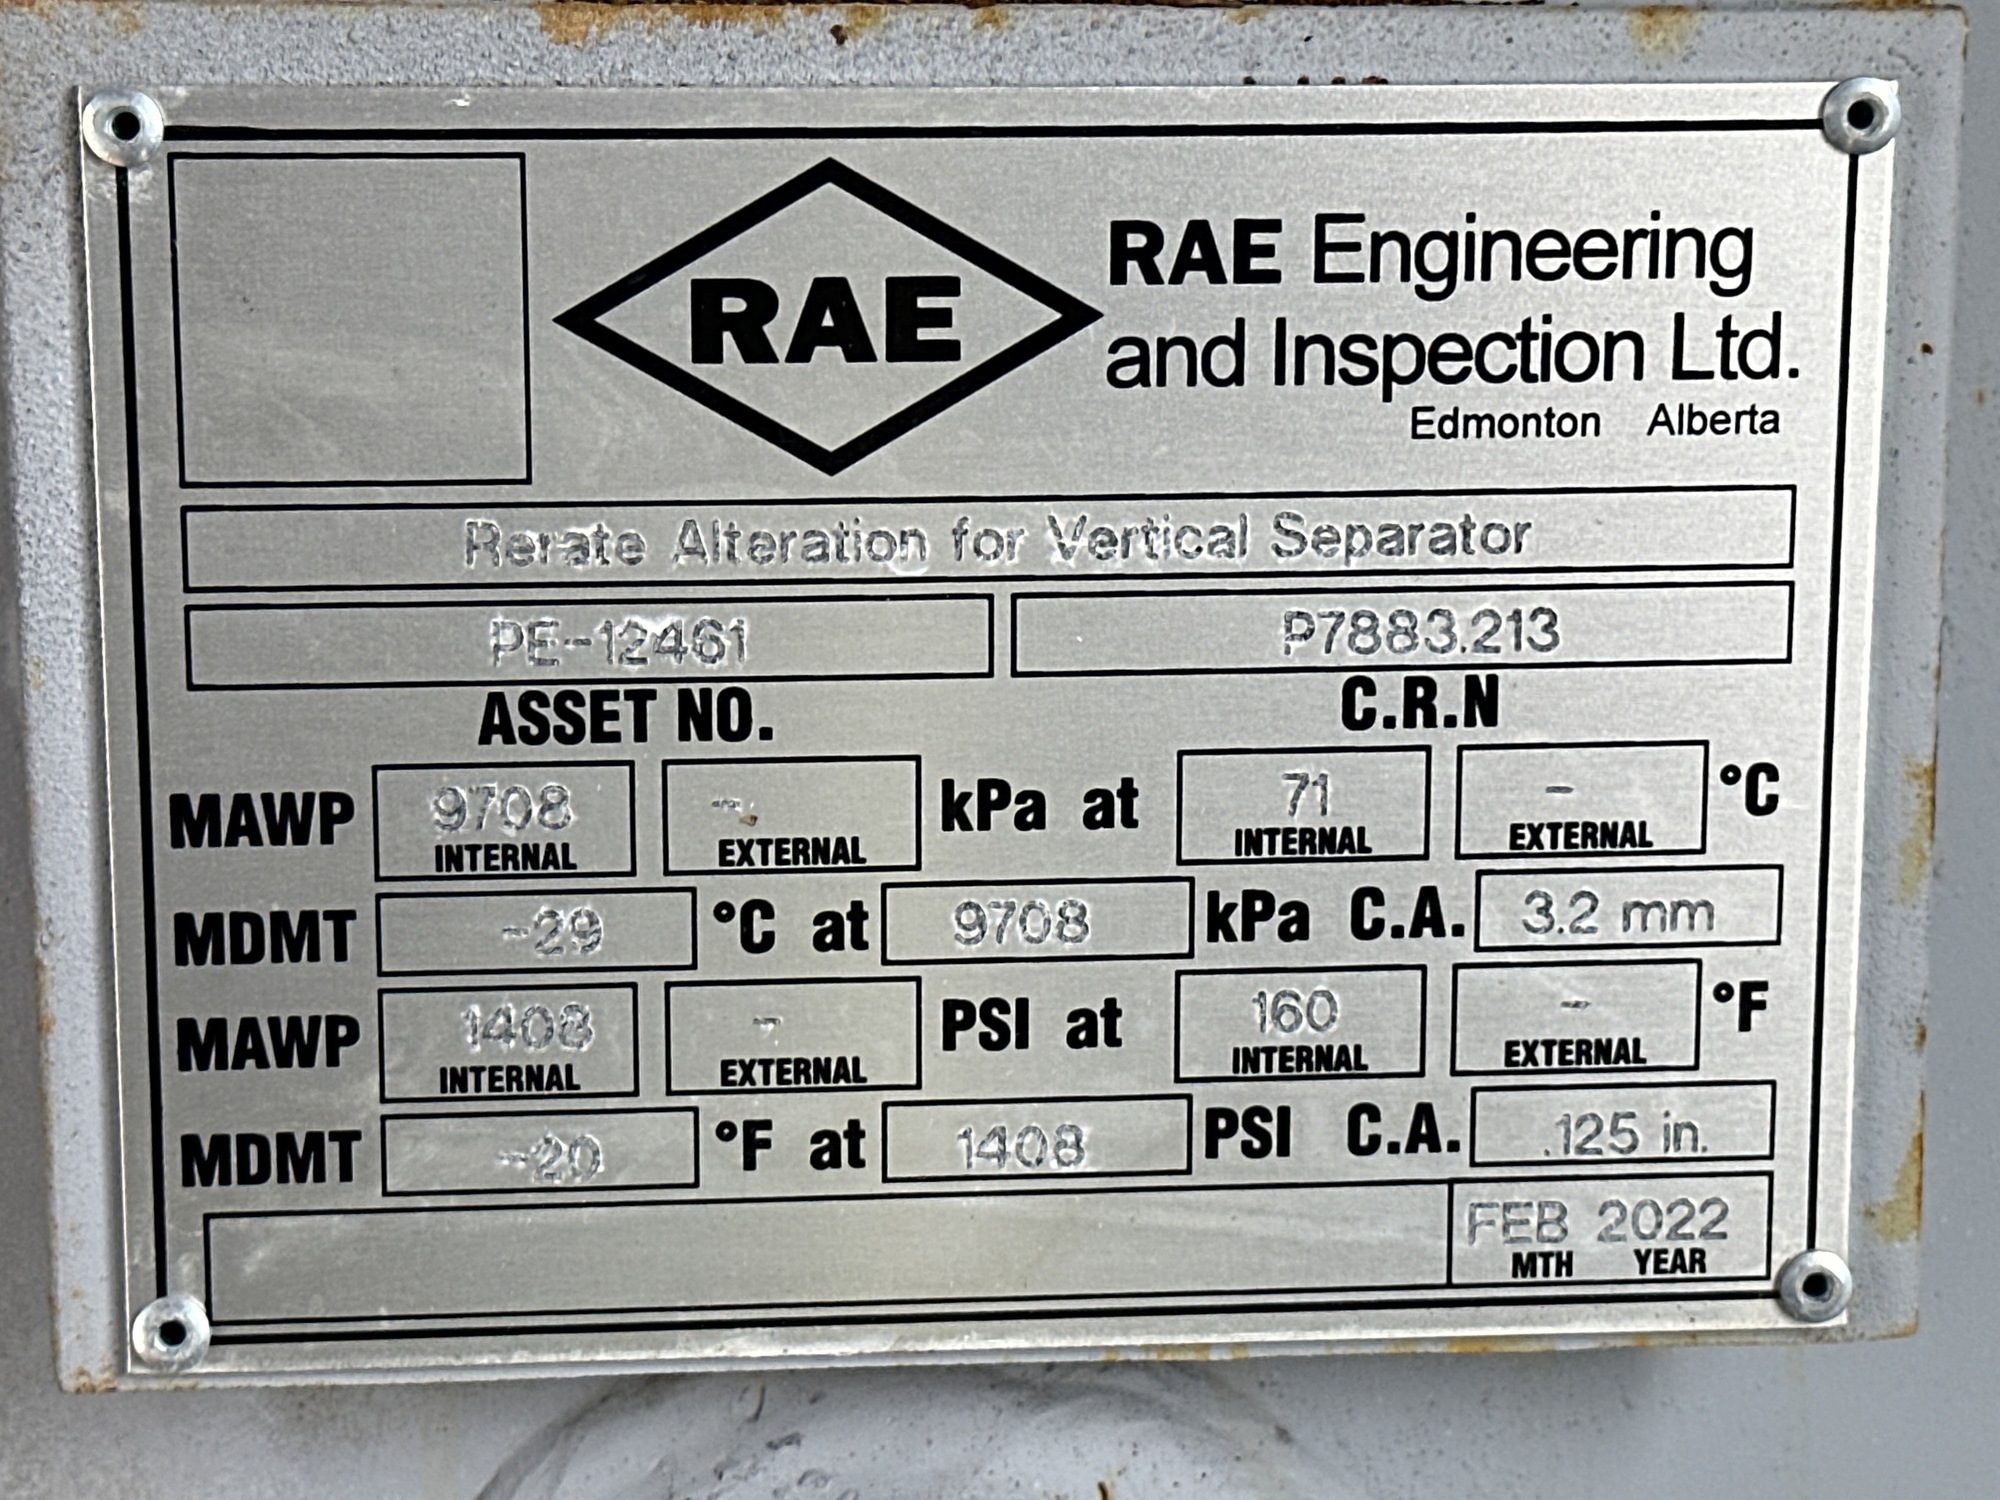 RAE
RAE Engineering
and Inspection Ltd.
Edmonton Alberta
Rerate Alteration for Vertical Separator
PE-12461 P7883.213
ASSET NO. C.R.N
MAWP 9708 INTERNAL - EXTERNAL kPa at 71 INTERNAL - EXTERNAL °C
MDMT -29 °C at 9708 kPa C.A. 3.2 mm
MAWP 1408 INTERNAL - EXTERNAL PSI at 160 INTERNAL - EXTERNAL °F
MDMT -20 °F at 1408 PSI C.A. .125 in.
FEB 2022
MTH YEAR